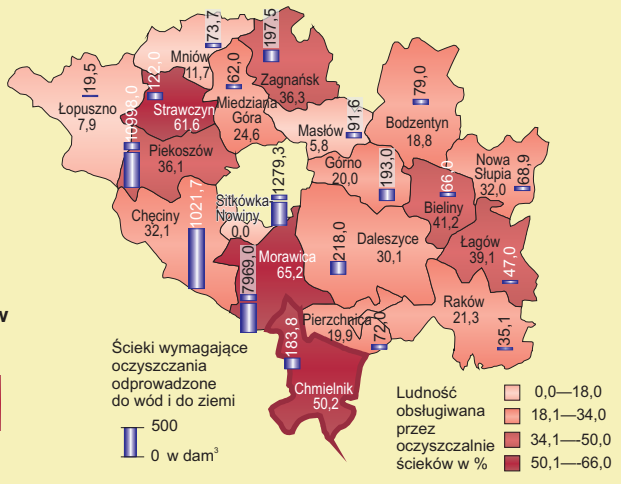 73,7
Mniów
11,7
197.5
Zagnańsk
36,3
19,5
Łopuszno
7,9
122,0
Strawczyn
61,6
62,0
Miedziana
Góra
24,6
79,0
Bodzentyn
18,8
91,6
Masłów
5,8
10998,0
Piekoszów
36,1
Górno
20,0
193,0
Nowa
Słupia
32,0
68,9
66,0
Bieliny
41,2
1279,3
Sitkówka-
Nowiny
0,0
1021,7
Chęciny
32,1
218,0
Daleszyce
30,1
Łagów
39,1
47,0
7969,0
Morawica
65,2
Raków
21,3
35,1
Pierzchnica
19,9
72,0
183,8
Chmielnik
50,2
w
Ścieki wymagające
oczyszczania
odprowadzone
do wód i do ziemi
500
0 w dam³
Ludność
obsługiwana
przez
oczyszczalnie
ścieków w %
0,0—18,0
18,1—34,0
34,1—-50,0
50,1—-66,0